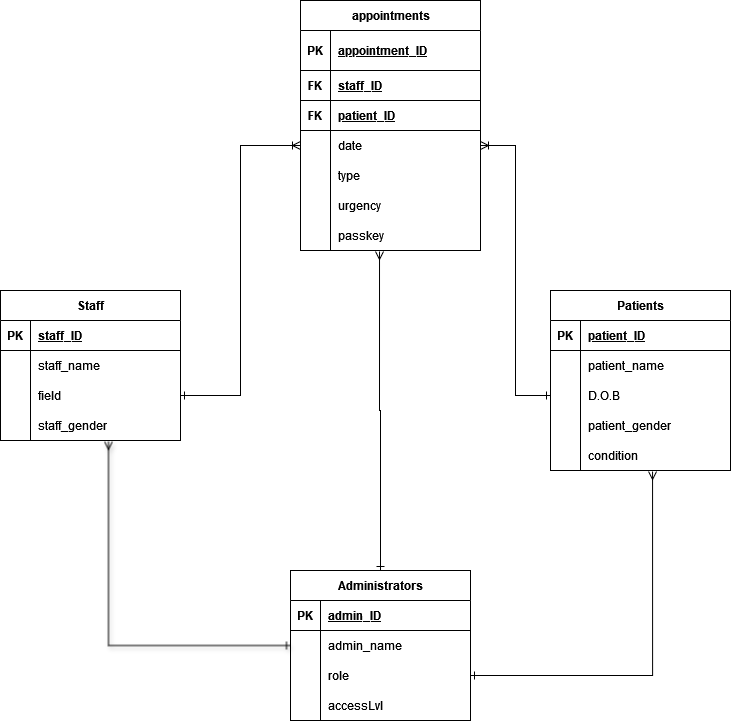 appointments
PK appointment_ID
FK staff_ID
FK patient_ID
date
type
urgency
passkey
Staff
PK staff_ID
staff_name
field
staff_gender
Patients
PK patient_ID
patient_name
D.O.B
patient_gender
condition
Administrators
PK admin_ID
admin_name
role
accessLvl